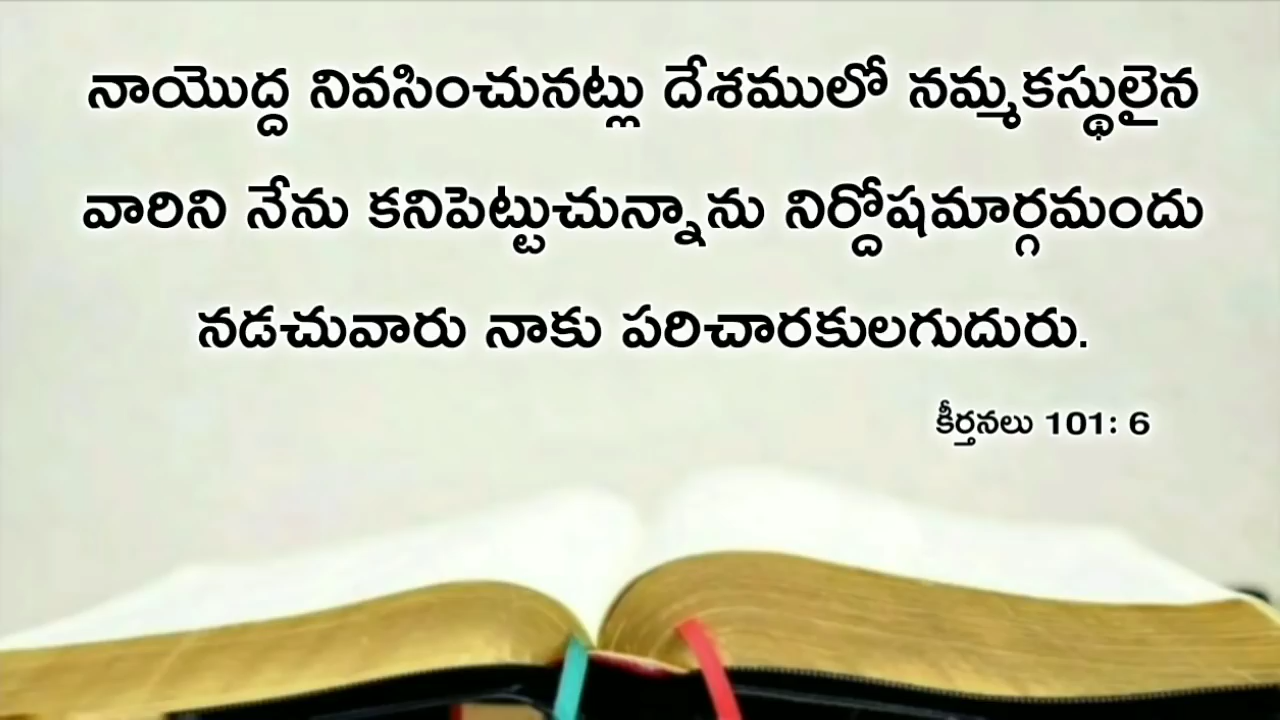 నాయొద్ద నివసించునట్లు దేశములో నమ్మకస్థులైన
వారిని నేను కనిపెట్టుచున్నాను నిర్దోషమార్గమందు
నడచువారు నాకు పరిచారకులగుదురు.
కీర్తనలు 101: 6